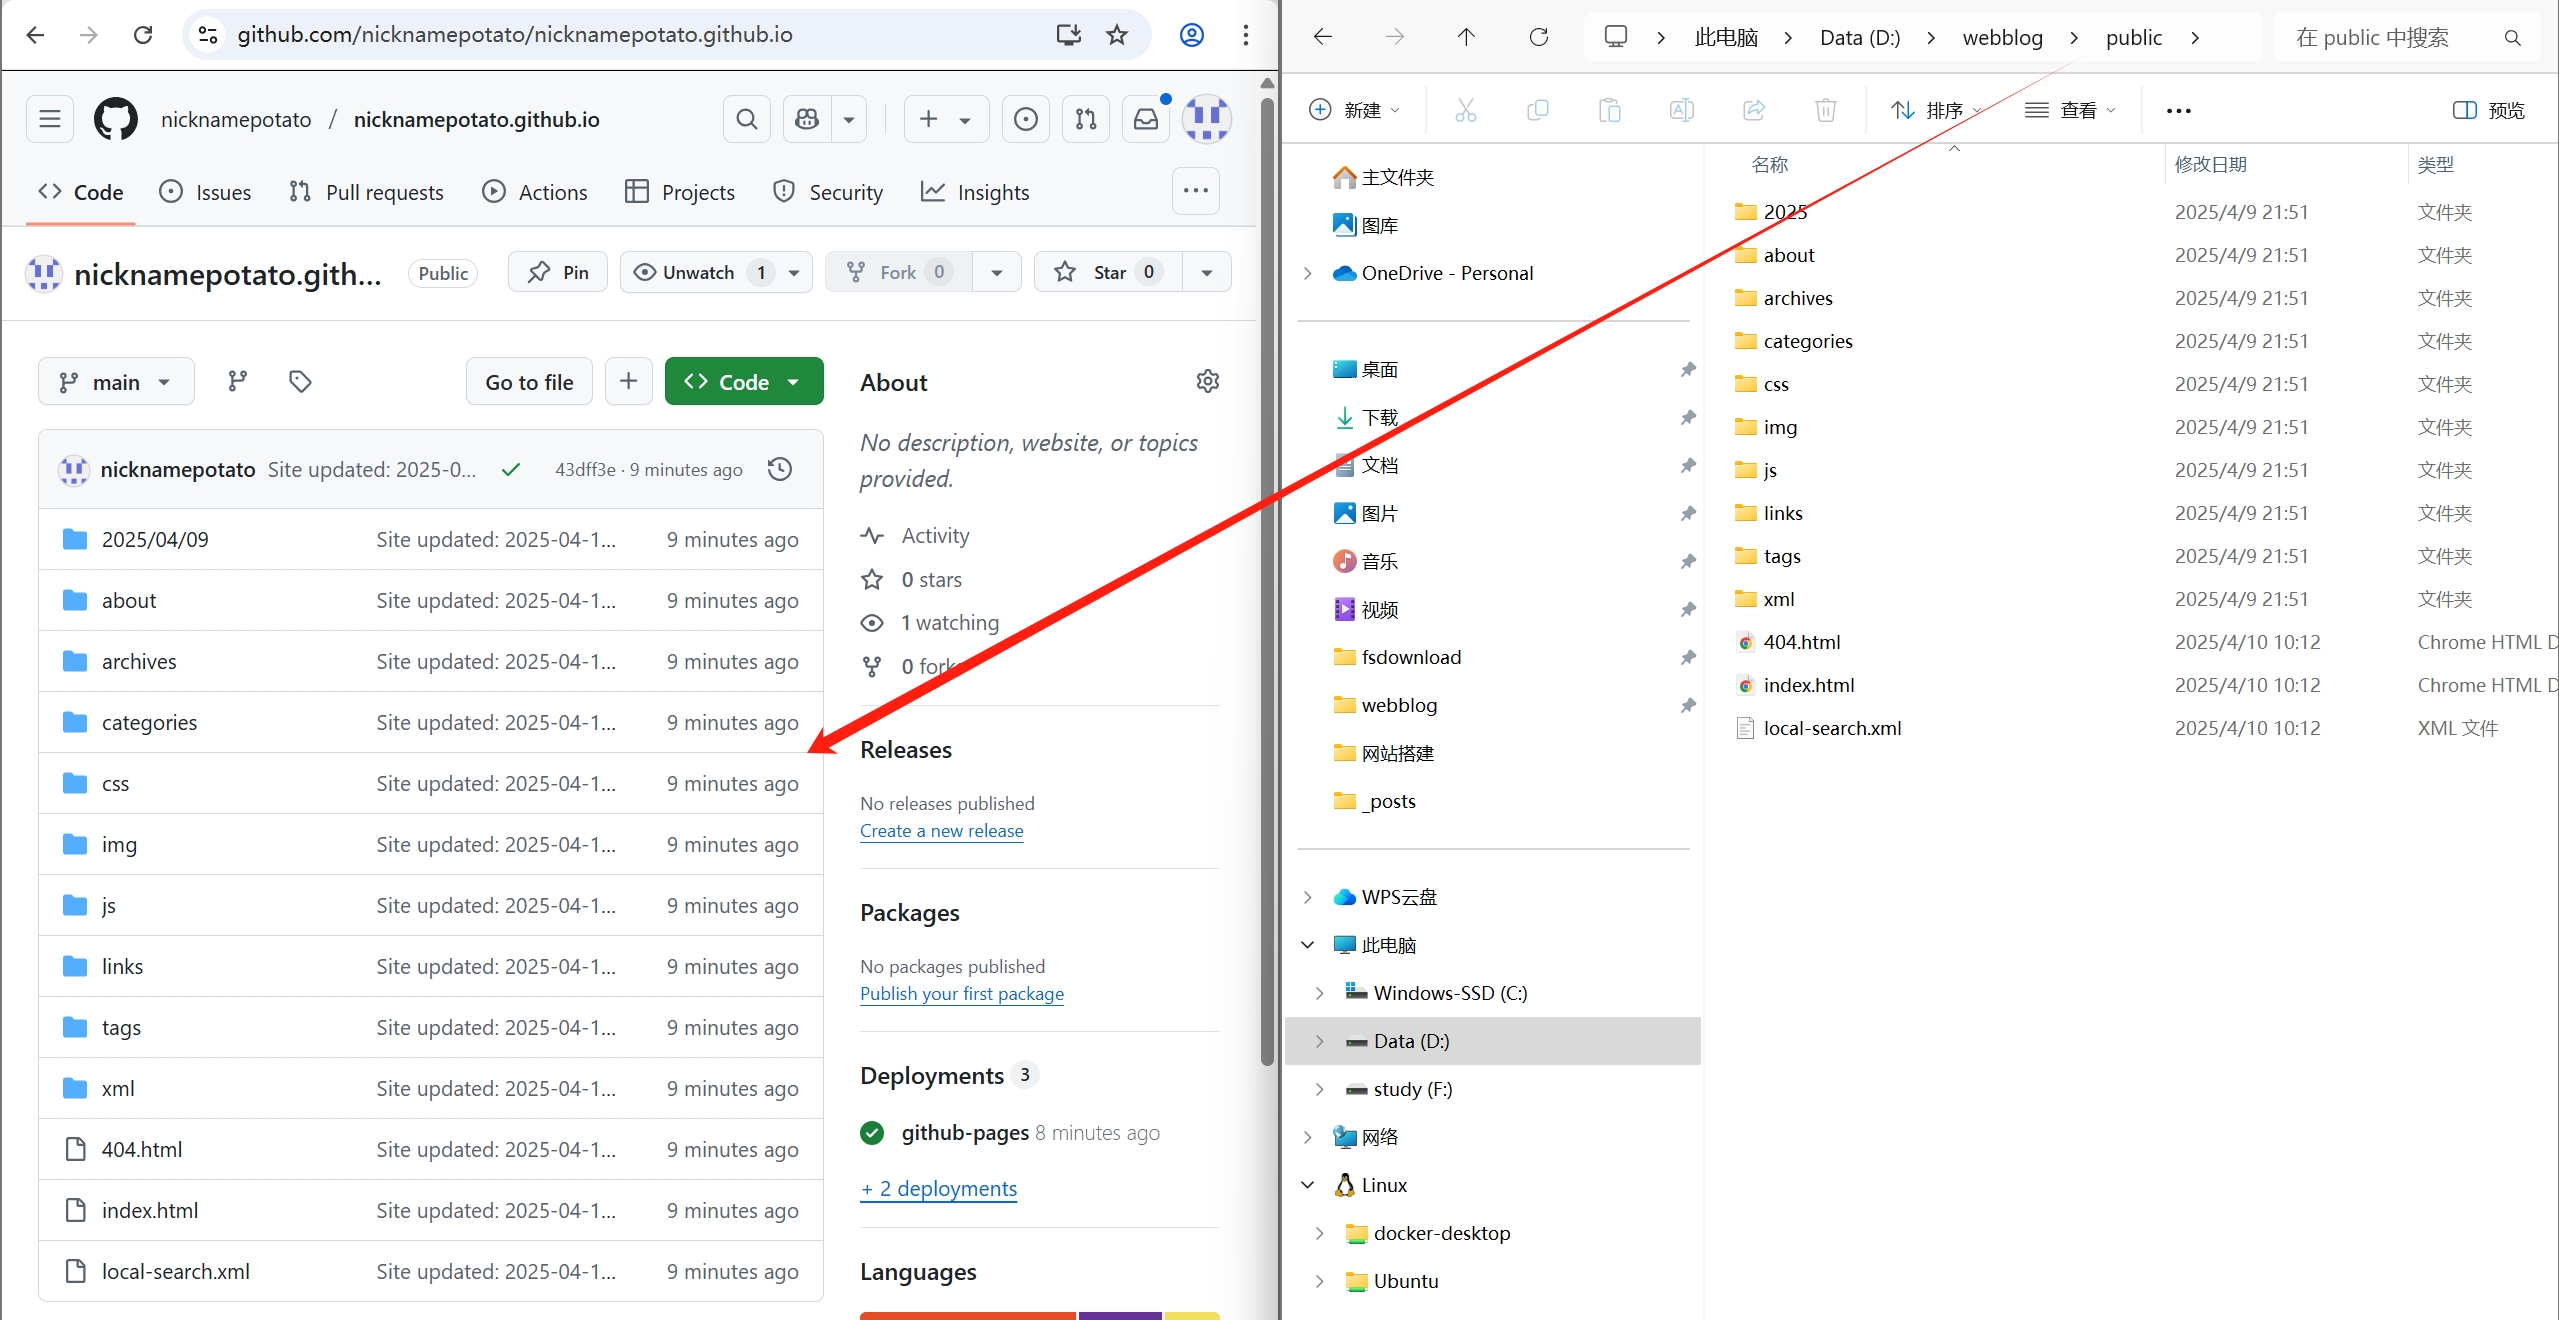 github.com/nicknamepotato/nicknamepotato.github.io
nicknamepotato / nicknamepotato.github.io
Code Issues Pull requests Actions Projects Security Insights
nicknamepotato.gith... Public Pin Unwatch 1 Fork 0 Star 0
main Go to file Code
nicknamepotato Site updated: 2025-0... 43dff3e · 9 minutes ago
2025/04/09 Site updated: 2025-04-1... 9 minutes ago
about Site updated: 2025-04-1... 9 minutes ago
archives Site updated: 2025-04-1... 9 minutes ago
categories Site updated: 2025-04-1... 9 minutes ago
css Site updated: 2025-04-1... 9 minutes ago
img Site updated: 2025-04-1... 9 minutes ago
js Site updated: 2025-04-1... 9 minutes ago
links Site updated: 2025-04-1... 9 minutes ago
tags Site updated: 2025-04-1... 9 minutes ago
xml Site updated: 2025-04-1... 9 minutes ago
404.html Site updated: 2025-04-1... 9 minutes ago
index.html Site updated: 2025-04-1... 9 minutes ago
local-search.xml Site updated: 2025-04-1... 9 minutes ago
About
No description, website, or topics
provided.
Activity
0 stars
1 watching
0 forks
Releases
No releases published
Create a new release
Packages
No packages published
Publish your first package
Deployments 3
github-pages 8 minutes ago
+ 2 deployments
Languages
此电脑 Data (D:) webblog public 在 public 中搜索
新建 排序 查看 预览
主文件夹
图库
OneDrive - Personal
桌面
下载
文档
图片
音乐
视频
fsdownload
webblog
网站搭建
_posts
WPS云盘
此电脑
Windows-SSD (C:)
Data (D:)
study (F:)
网络
Linux
docker-desktop
Ubuntu
名称 修改日期 类型
2025 2025/4/9 21:51 文件夹
about 2025/4/9 21:51 文件夹
archives 2025/4/9 21:51 文件夹
categories 2025/4/9 21:51 文件夹
css 2025/4/9 21:51 文件夹
img 2025/4/9 21:51 文件夹
js 2025/4/9 21:51 文件夹
links 2025/4/9 21:51 文件夹
tags 2025/4/9 21:51 文件夹
xml 2025/4/9 21:51 文件夹
404.html 2025/4/10 10:12 Chrome HTML D
index.html 2025/4/10 10:12 Chrome HTML D
local-search.xml 2025/4/10 10:12 XML 文件